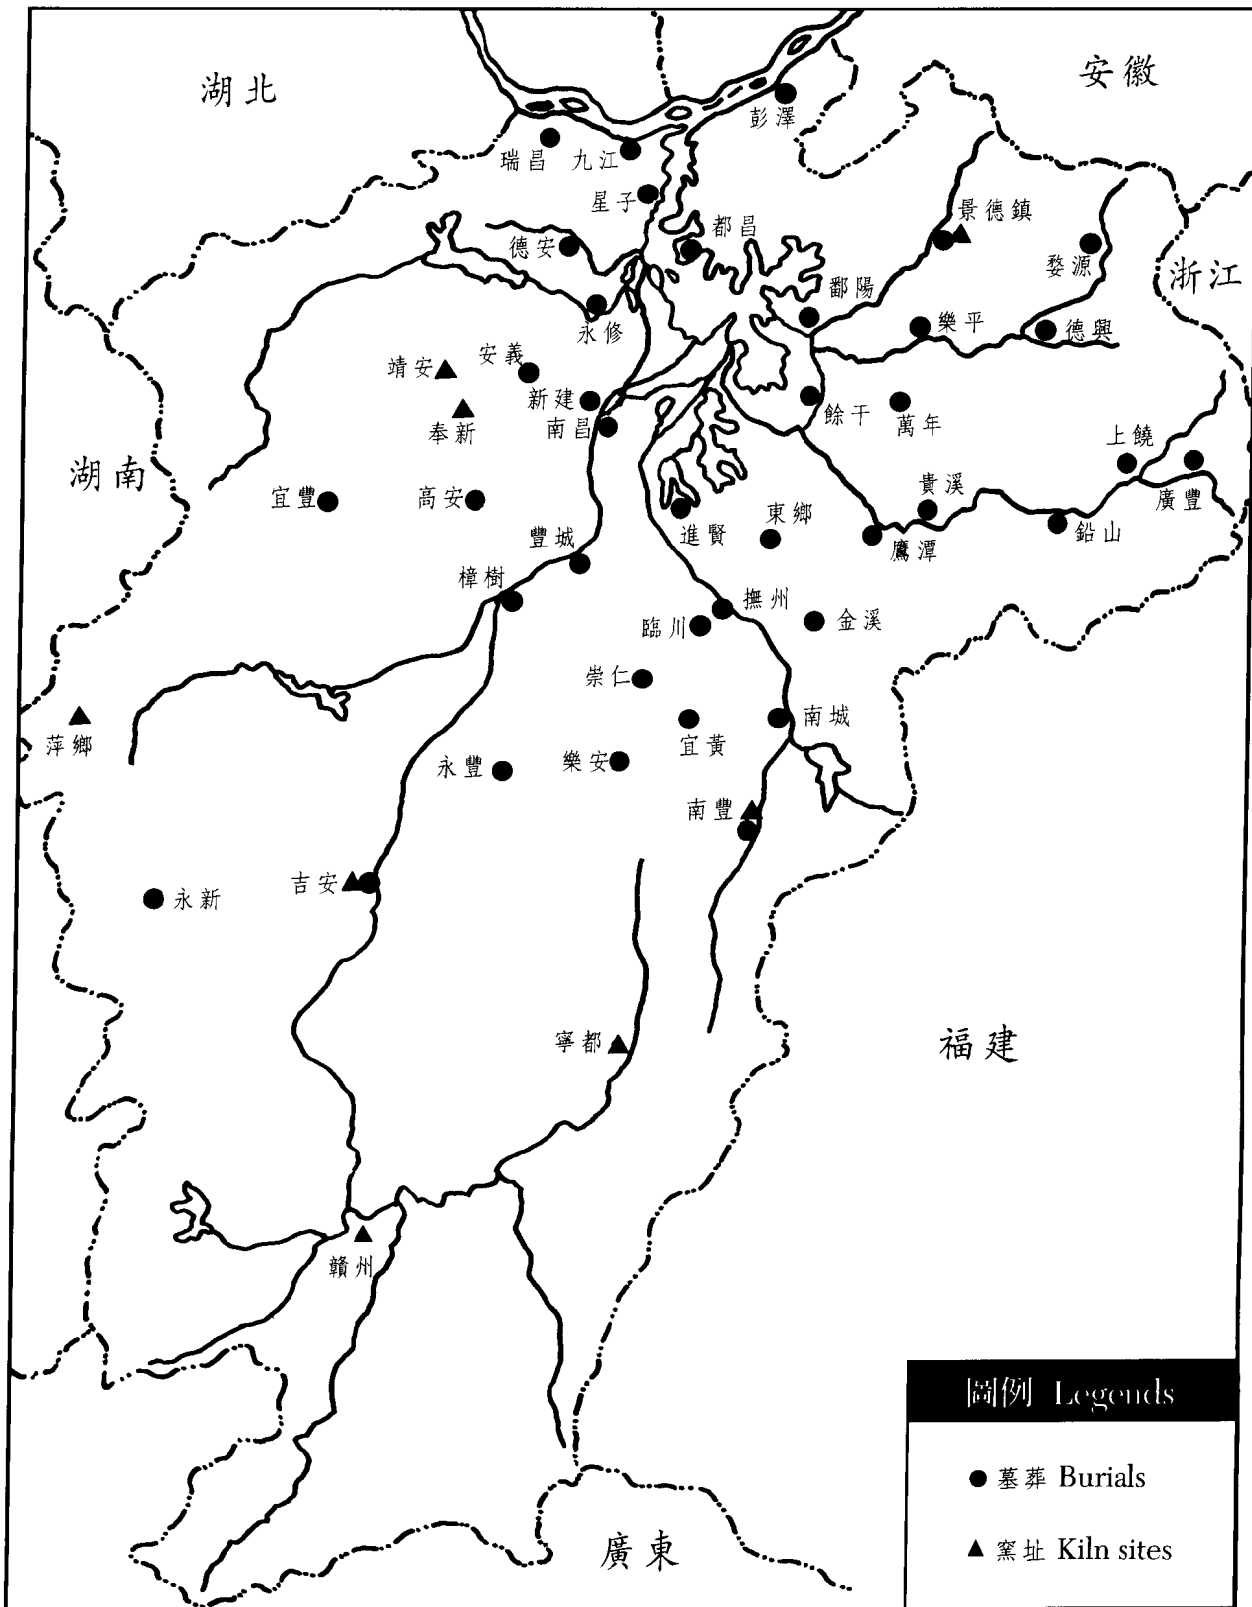 湖北
安徽
彭澤
瑞昌
九江
星子
景德鎮
都昌
德安
婺源
浙江
鄱陽
永修
樂平
德興
靖安
安義
新建
餘干
萬年
奉新
南昌
上饒
湖南
宜豐
高安
貴溪
廣豐
進賢
東鄉
鉛山
豐城
鷹潭
樟樹
撫州
臨川
金溪
崇仁
南城
萍鄉
宜黃
永豐
樂安
南豐
吉安
永新
寧都
福建
贛州
廣東
圖例 Legends
● 墓葬 Burials
▲ 窯址 Kiln sites